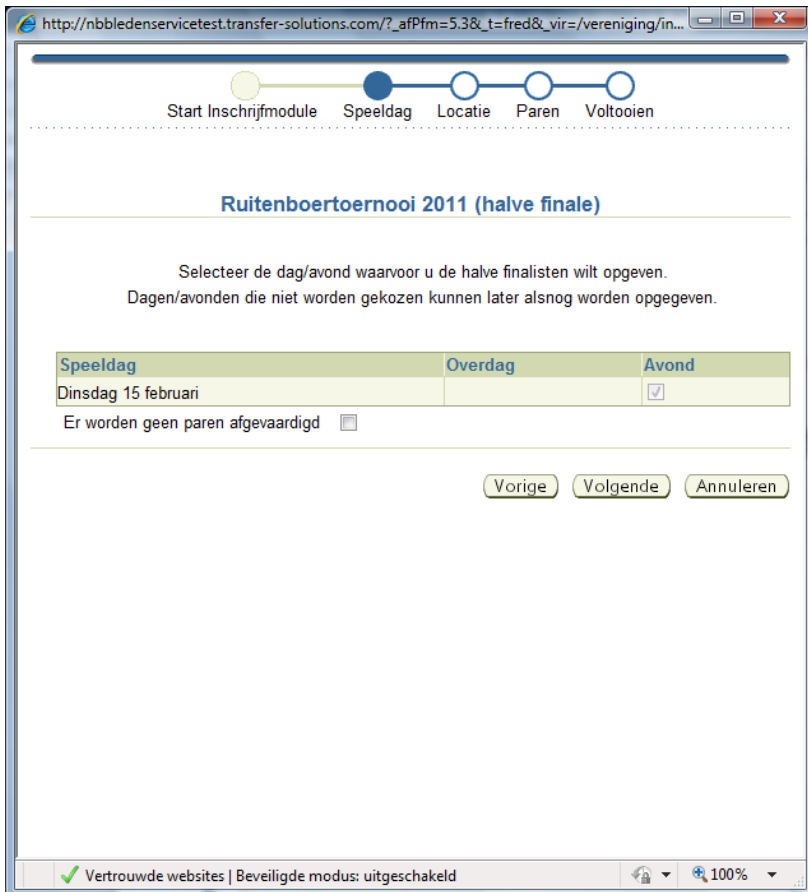 http://nbbledenservicetest.transfer-solutions.com/?_afPfm=5.3&_t=fred&_vir=/vereniging/in...
Start Inschrijfmodule Speeldag Locatie Paren Voltooien
Ruitenboertoernooi 2011 (halve finale)
Selecteer de dag/avond waarvoor u de halve finalisten wilt opgeven.
Dagen/avonden die niet worden gekozen kunnen later alsnog worden opgegeven.
Speeldag Overdag Avond
Dinsdag 15 februari
Er worden geen paren afgevaardigd
Vorige Volgende Annuleren
Vertrouwde websites | Beveiligde modus: uitgeschakeld 100%